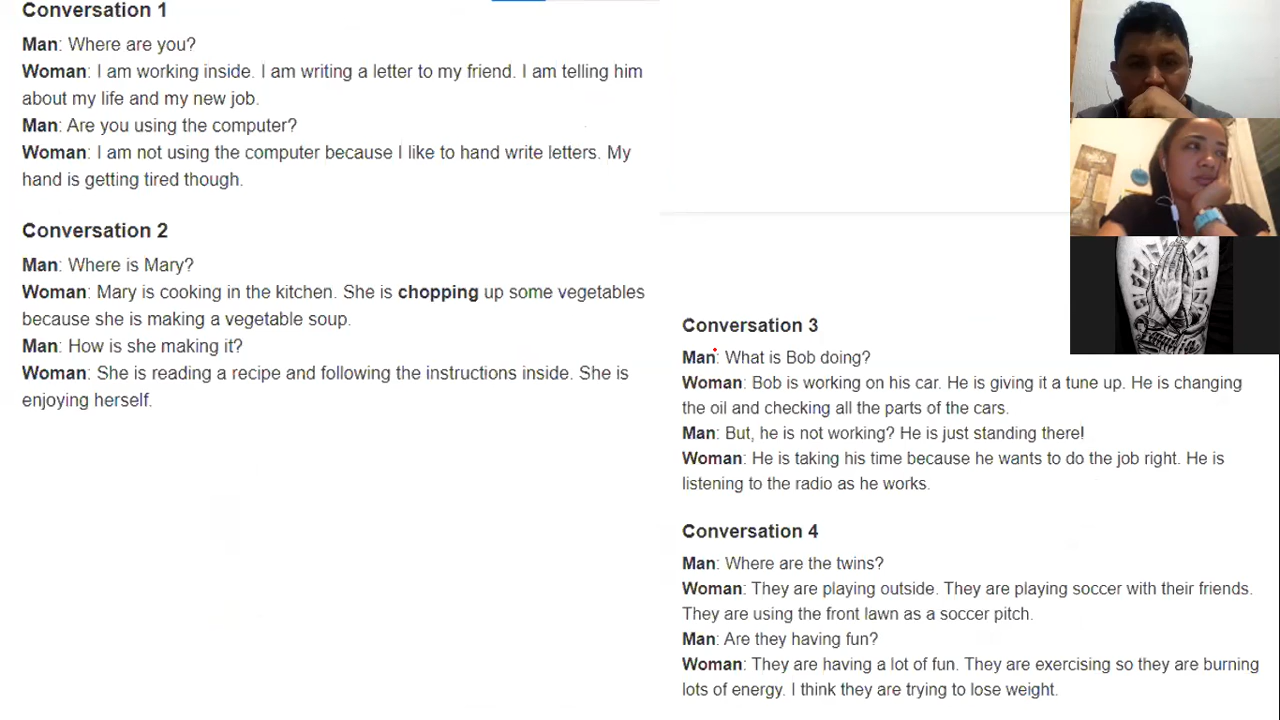 Conversation 1
Man: Where are you?
Woman: I am working inside. I am writing a letter to my friend. I am telling him
about my life and my new job.
Man: Are you using the computer?
Woman: I am not using the computer because I like to hand write letters. My
hand is getting tired though.
Conversation 2
Man: Where is Mary?
Woman: Mary is cooking in the kitchen. She is chopping up some vegetables
because she is making a vegetable soup.
Man: How is she making it?
Woman: She is reading a recipe and following the instructions inside. She is
enjoying herself.
Conversation 3
Man: What is Bob doing?
Woman: Bob is working on his car. He is giving it a tune up. He is changing
the oil and checking all the parts of the cars.
Man: But, he is not working? He is just standing there!
Woman: He is taking his time because he wants to do the job right. He is
listening to the radio as he works.
Conversation 4
Man: Where are the twins?
Woman: They are playing outside. They are playing soccer with their friends.
They are using the front lawn as a soccer pitch.
Man: Are they having fun?
Woman: They are having a lot of fun. They are exercising so they are burning
lots of energy. I think they are trying to lose weight.